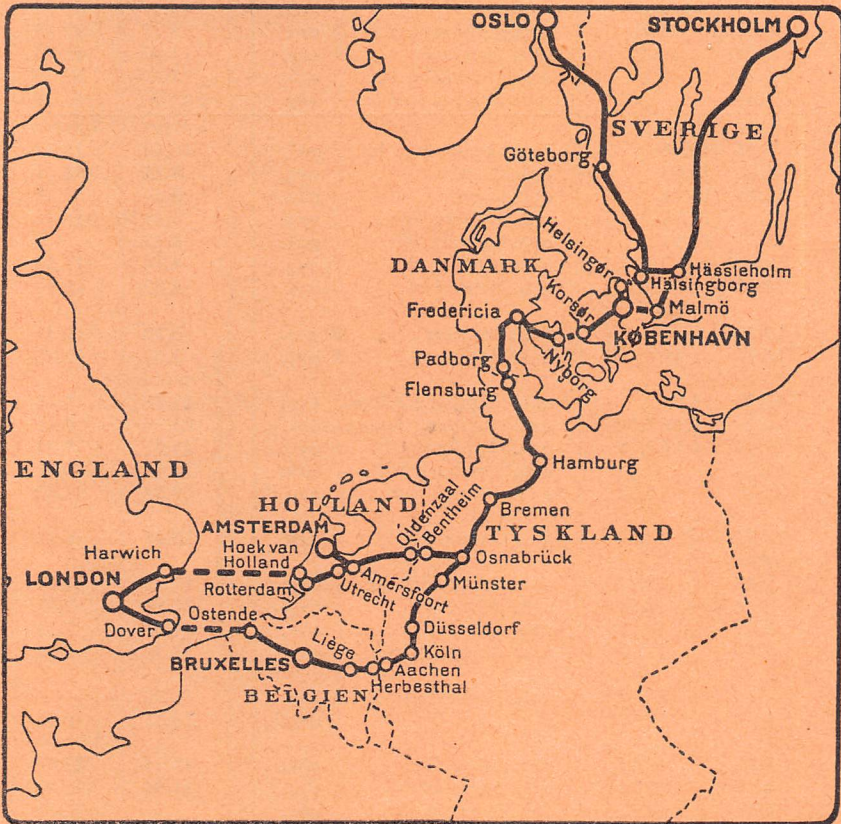 OSLO
STOCKHOLM
SVERIGE
Göteborg
Helsingør
DANMARK
Hässleholm
Hälsingborg
Korsør
Fredericia
Malmö
KØBENHAVN
Nyborg
Padborg
Flensburg
ENGLAND
Hamburg
HOLLAND
Oldenzaal
Bentheim
Bremen
AMSTERDAM
TYSKLAND
Harwich
Hoek van
Holland
Osnabrück
LONDON
Rotterdam
Amersfoort
Utrecht
Münster
Ostende
Dover
Liège
Düsseldorf
Köln
BRUXELLES
Aachen
Herbesthal
BELGIEN